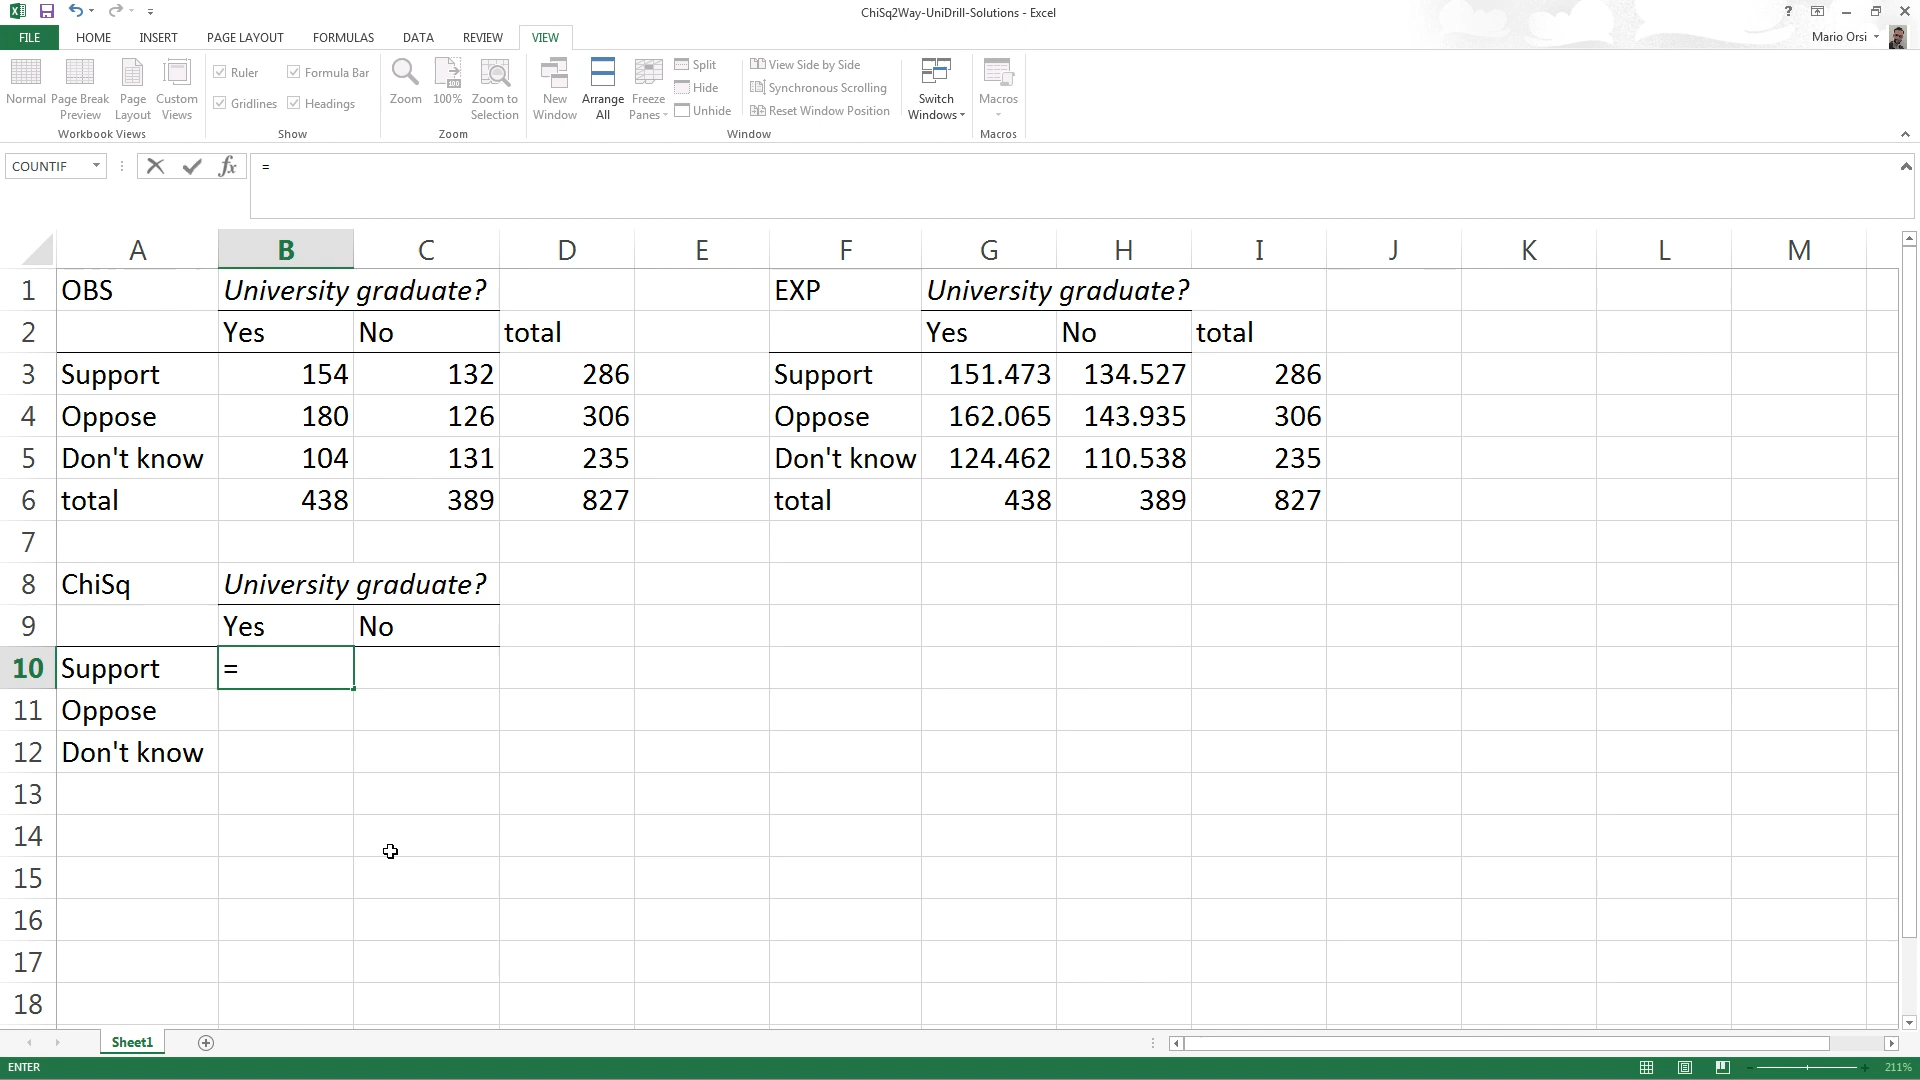 ChiSq2Way-UniDrill-Solutions - Excel
FILE HOME INSERT PAGE LAYOUT FORMULAS DATA REVIEW VIEW Mario Orsi
Normal Page Break Preview Page Layout Custom Views
Workbook Views
Ruler Formula Bar
Gridlines Headings
Show
Zoom 100% Zoom to Selection
Zoom
New Window Arrange All Freeze Panes
Split View Side by Side
Hide Synchronous Scrolling
Unhide Reset Window Position
Window
Switch Windows
Macros
Macros
COUNTIF fx =
A B C D E F G H I J K L M
1 OBS University graduate? EXP University graduate?
2 Yes No total Yes No total
3 Support 154 132 286 Support 151.473 134.527 286
4 Oppose 180 126 306 Oppose 162.065 143.935 306
5 Don't know 104 131 235 Don't know 124.462 110.538 235
6 total 438 389 827 total 438 389 827
7
8 ChiSq University graduate?
9 Yes No
10 Support =
11 Oppose
12 Don't know
13
14
15
16
17
18
Sheet1
ENTER 211%